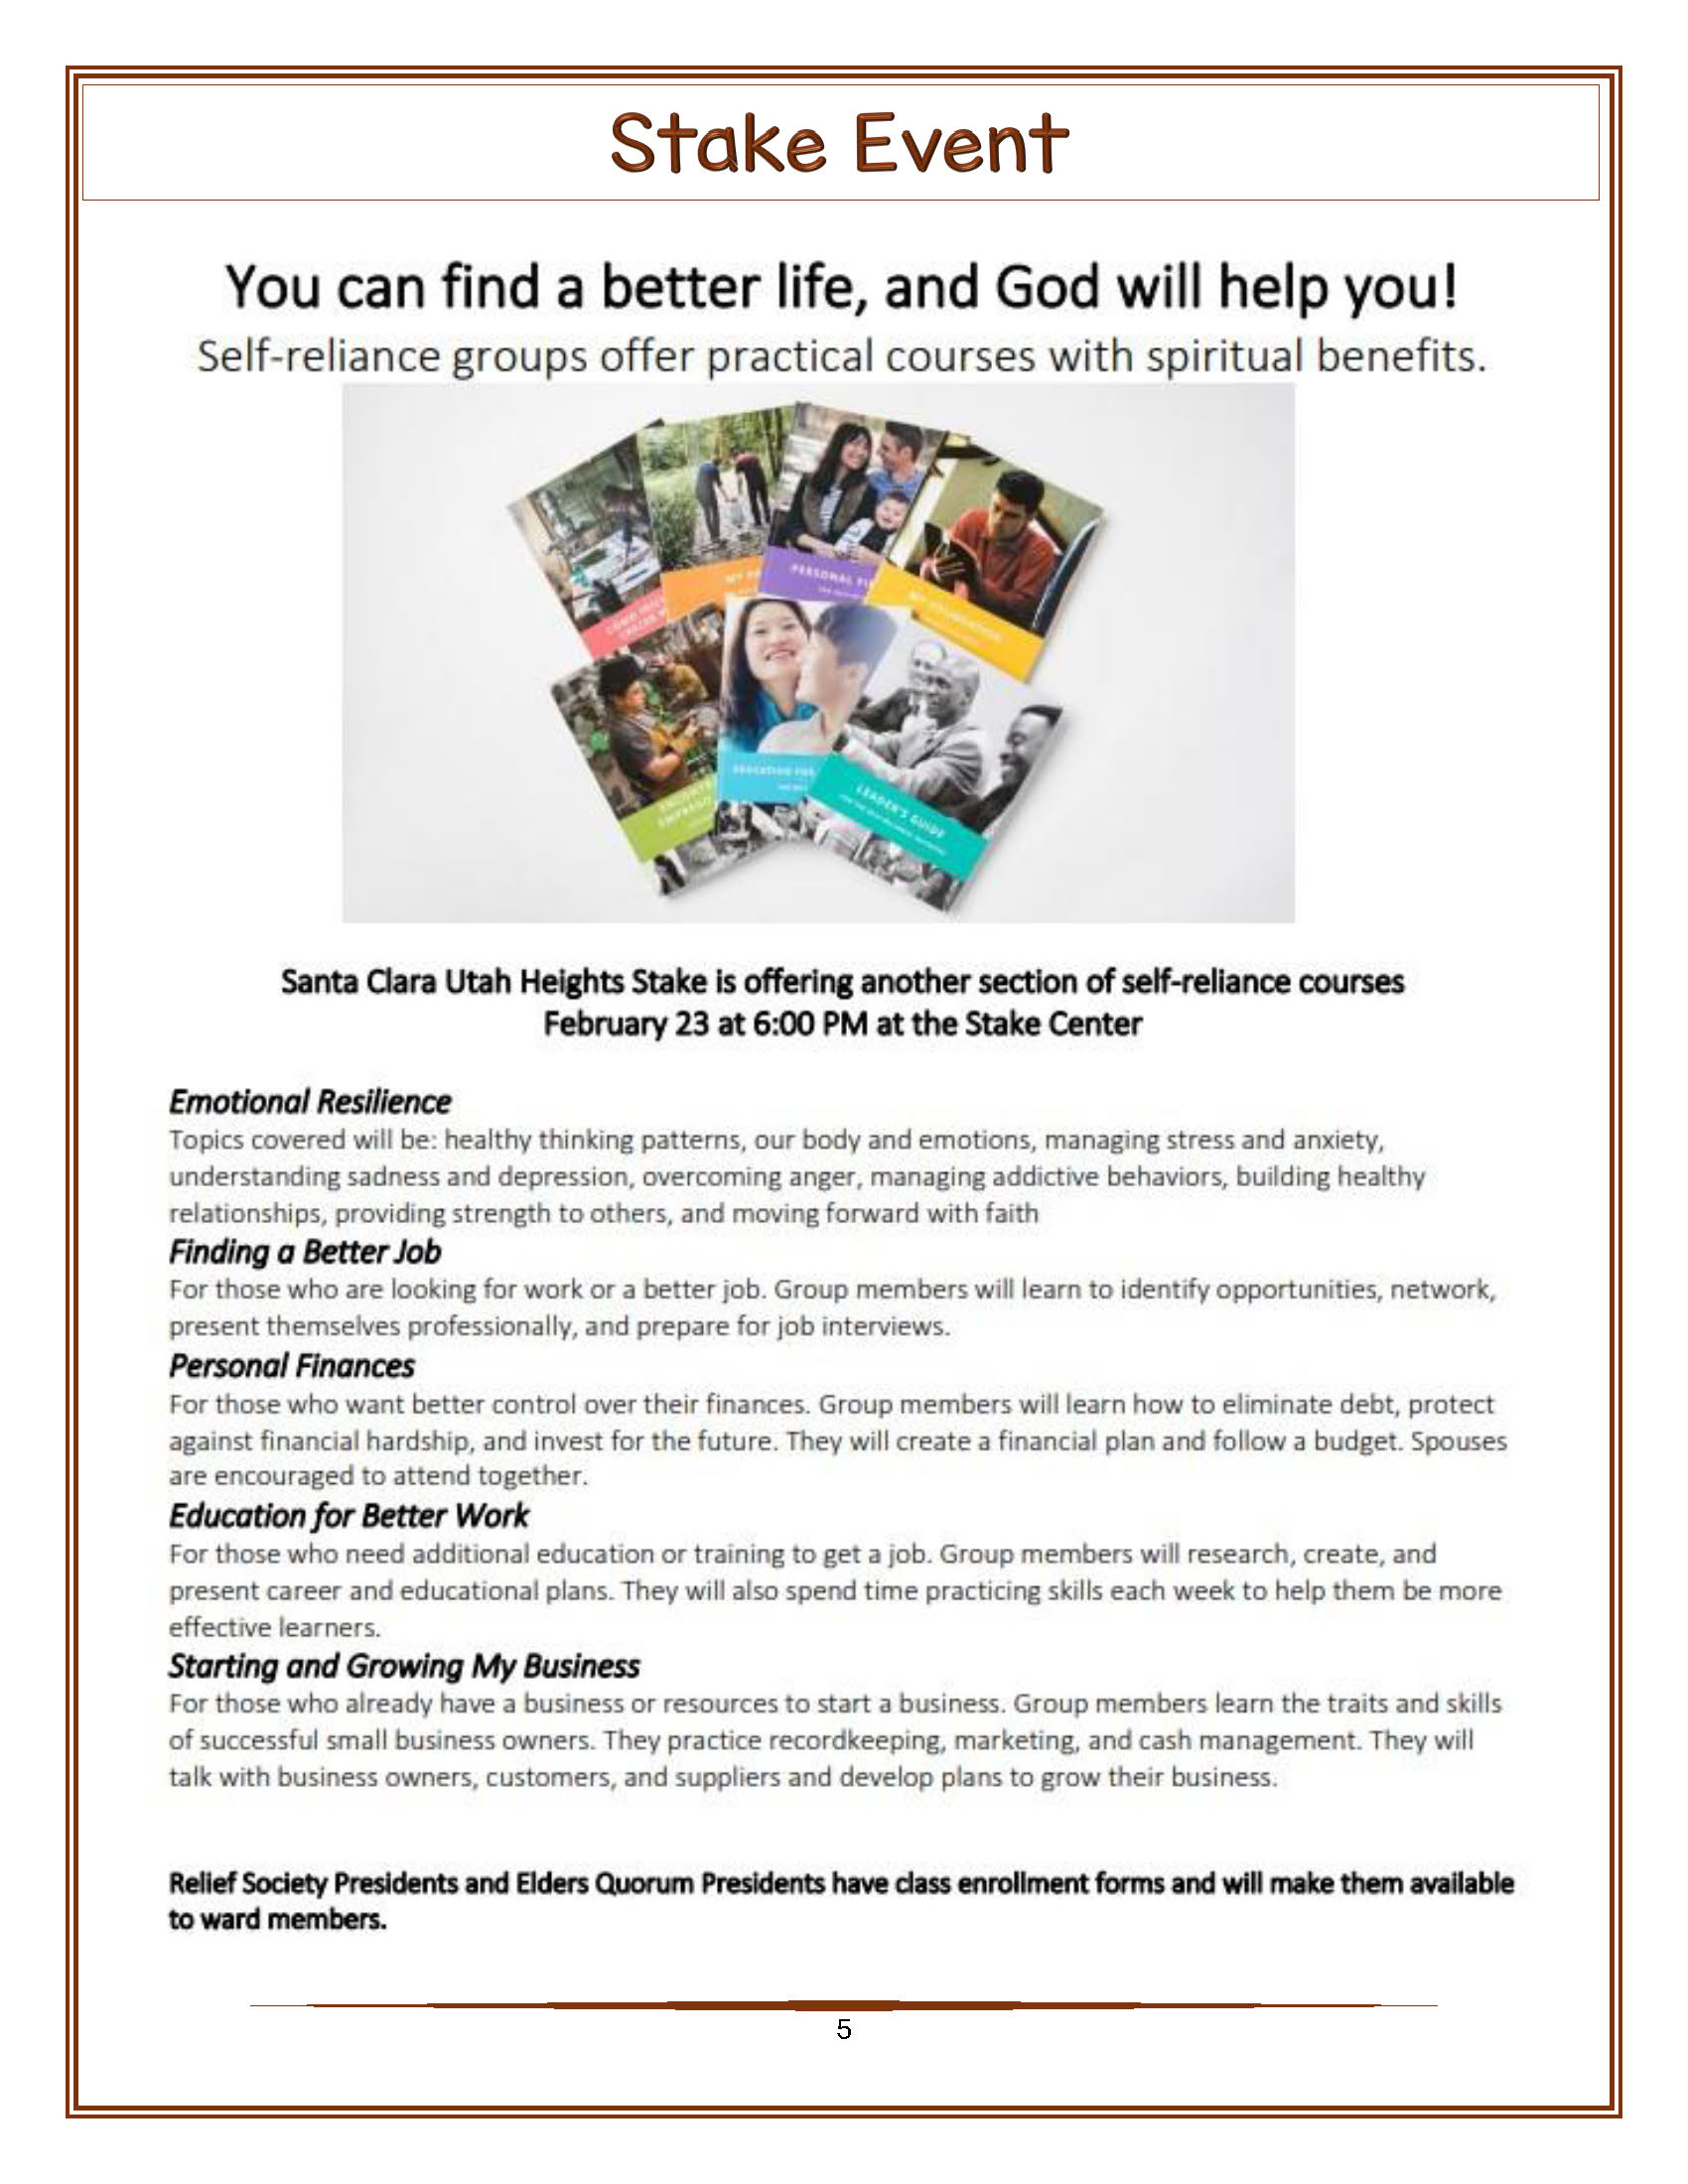 Stake Event
You can find a better life, and God will help you!
Self-reliance groups offer practical courses with spiritual benefits.
PERSONAL
LEADER'S GUIDE
Santa Clara Utah Heights Stake is offering another section of self-reliance courses
February 23 at 6:00 PM at the Stake Center
Emotional Resilience
Topics covered will be: healthy thinking patterns, our body and emotions, managing stress and anxiety,
understanding sadness and depression, overcoming anger, managing addictive behaviors, building healthy
relationships, providing strength to others, and moving forward with faith
Finding a Better Job
For those who are looking for work or a better job. Group members will learn to identify opportunities, network,
present themselves professionally, and prepare for job interviews.
Personal Finances
For those who want better control over their finances. Group members will learn how to eliminate debt, protect
against financial hardship, and invest for the future. They will create a financial plan and follow a budget. Spouses
are encouraged to attend together.
Education for Better Work
For those who need additional education or training to get a job. Group members will research, create, and
present career and educational plans. They will also spend time practicing skills each week to help them be more
effective learners.
Starting and Growing My Business
For those who already have a business or resources to start a business. Group members learn the traits and skills
of successful small business owners. They practice recordkeeping, marketing, and cash management. They will
talk with business owners, customers, and suppliers and develop plans to grow their business.
Relief Society Presidents and Elders Quorum Presidents have class enrollment forms and will make them available
to ward members.
5